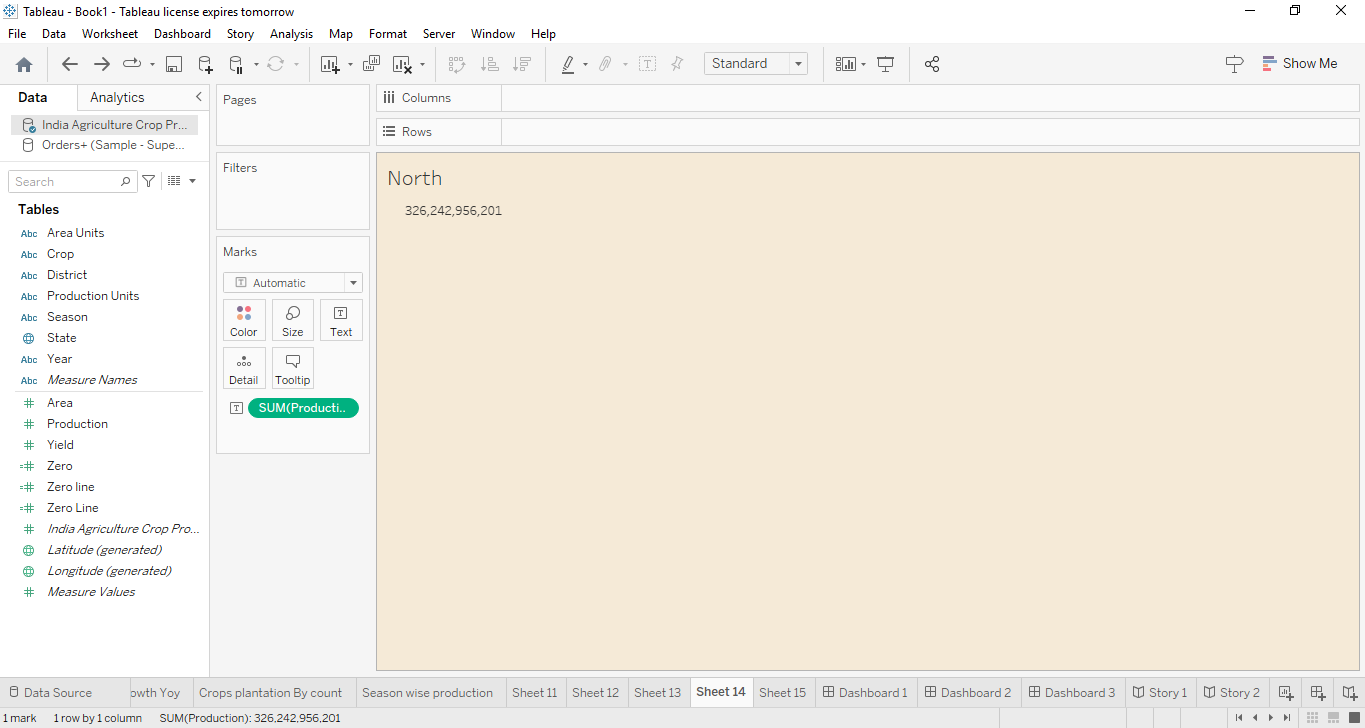 Tableau - Book1 - Tableau license expires tomorrow
File Data Worksheet Dashboard Story Analysis Map Format Server Window Help
Standard
Show Me
Data Analytics
India Agriculture Crop Pr...
Orders+ (Sample - Supe...
Search
Tables
Abc Area Units
Abc Crop
Abc District
Abc Production Units
Abc Season
State
Abc Year
Abc Measure Names
Area
Production
Yield
Zero
Zero line
Zero Line
India Agriculture Crop Pro...
Latitude (generated)
Longitude (generated)
Measure Values
Pages
Filters
Marks
Automatic
Color Size Text
Detail Tooltip
SUM(Producti..
Columns
Rows
North
326,242,956,201
Data Source owth Yoy Crops plantation By count Season wise production Sheet 11 Sheet 12 Sheet 13 Sheet 14 Sheet 15 Dashboard 1 Dashboard 2 Dashboard 3 Story 1 Story 2
1 mark 1 row by 1 column SUM(Production): 326,242,956,201